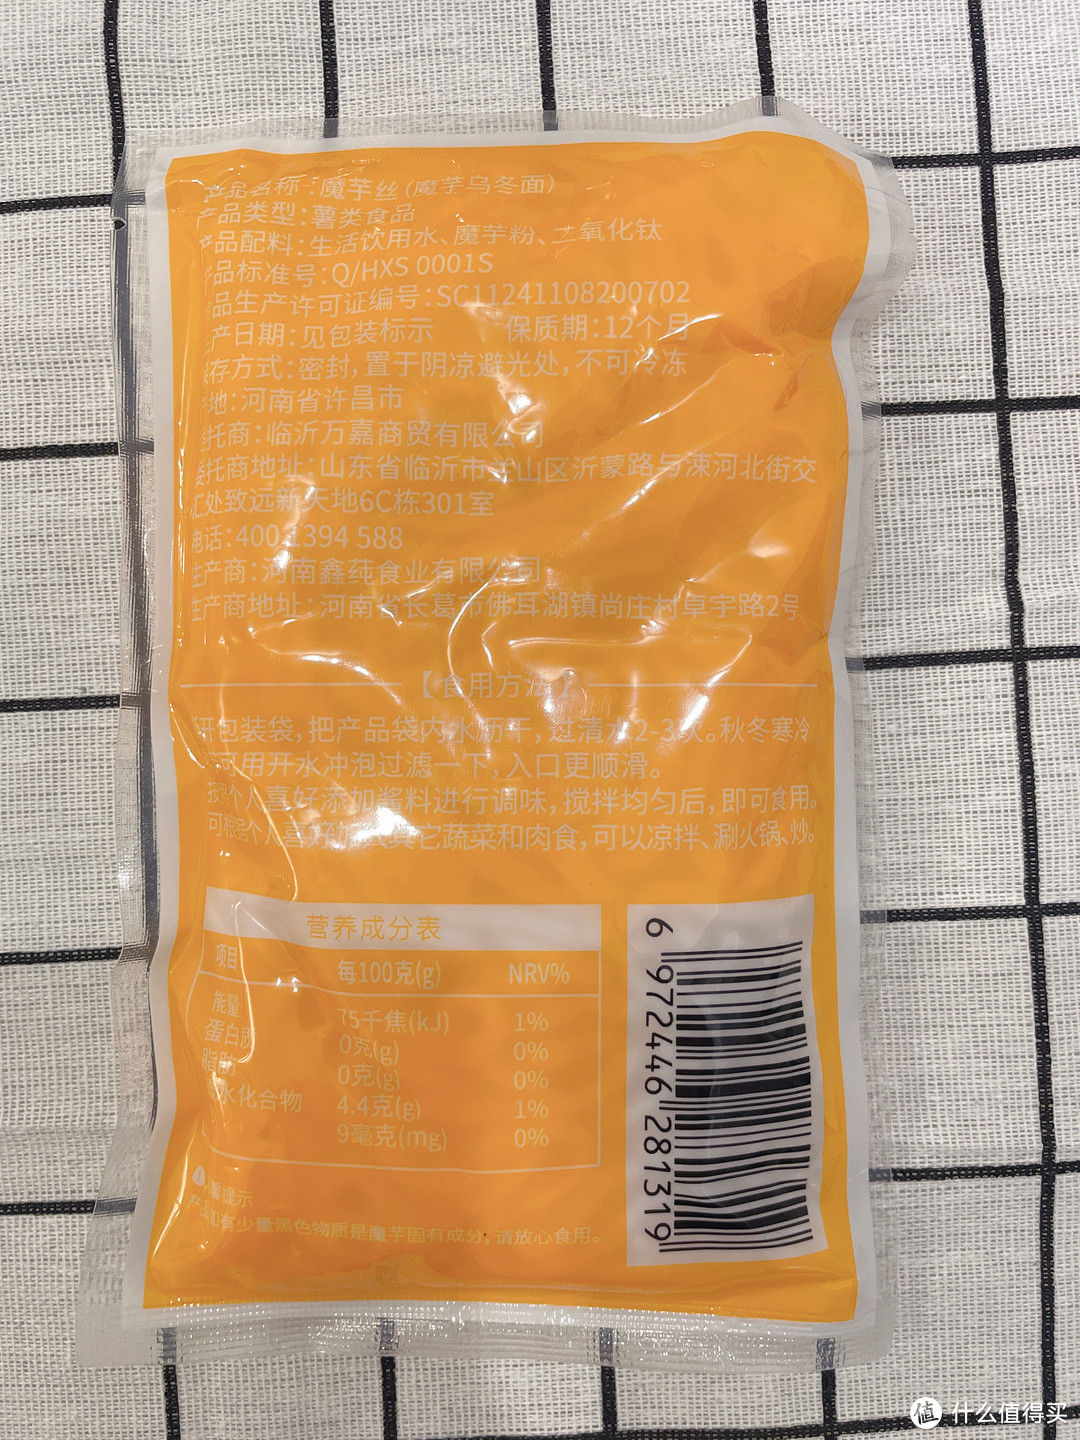 产品名称：魔芋丝（魔芋乌冬面）
产品类型：薯类食品
产品配料：生活饮用水、魔芋粉、二氧化钛
产品标准号：Q/HXS 0001S
品生产许可证编号：SC11241108200702
产日期：见包装标示 保质期：12个月
存方式：密封，置于阴凉避光处，不可冷冻
地：河南省许昌市
委托商：临沂万嘉商贸有限公司
委托商地址：山东省临沂市兰山区沂蒙路与涑河北街交
汇处致远新天地6C栋301室
电话：400 1394 588
生产商：河南鑫莼食业有限公司
生产商地址：河南省长葛市佛耳湖镇尚庄村阜宇路2号
【食用方法】
开包装袋，把产品袋内水沥干，过清水2-3次。秋冬寒冷
可用开水冲泡过滤一下，入口更顺滑。
按照个人喜好添加酱料进行调味，搅拌均匀后，即可食用。
可根据个人喜好加其它蔬菜和肉食，可以凉拌、涮火锅、炒。
营养成分表
项目 每100克(g) NRV%
能量 75千焦(kJ) 1%
蛋白质 0克(g) 0%
脂肪 0克(g) 0%
水化合物 4.4克(g) 1%
9毫克(mg) 0%
馨提示
产品如有少量黑色物质是魔芋固有成分，请放心食用。
6 972446 281319
值 什么值得买